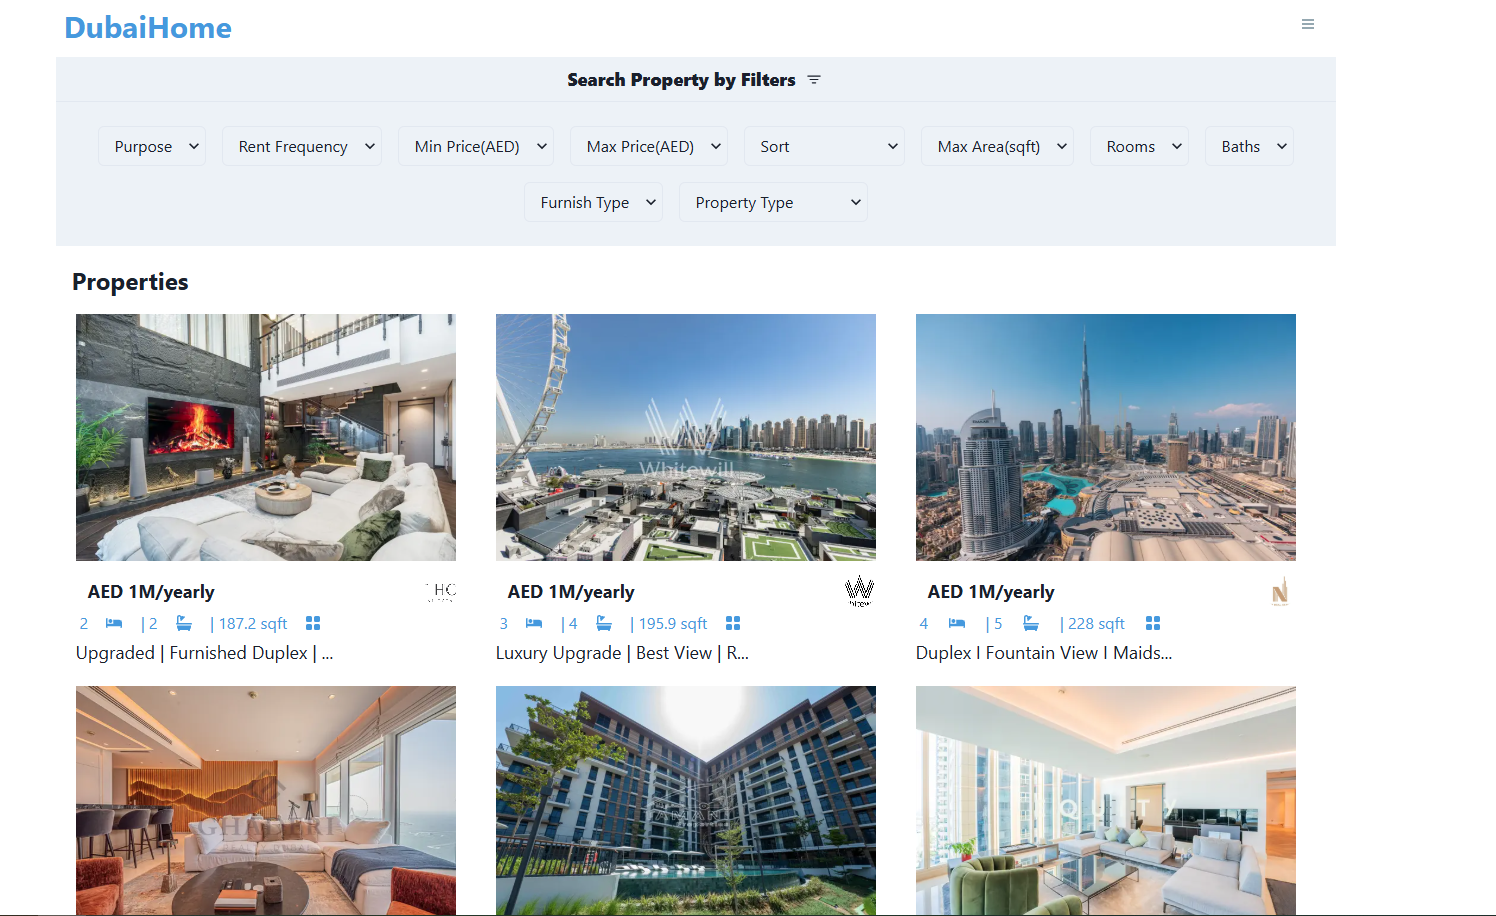 DubaiHome
Search Property by Filters
Purpose Rent Frequency Min Price(AED) Max Price(AED) Sort Max Area(sqft) Rooms Baths
Furnish Type Property Type
Properties
Whitewill
AED 1M/yearly
2 | 2 | 187.2 sqft
Upgraded | Furnished Duplex | ...
AED 1M/yearly
3 | 4 | 195.9 sqft
Luxury Upgrade | Best View | R...
AED 1M/yearly
N
4 | 5 | 228 sqft
Duplex I Fountain View I Maids...